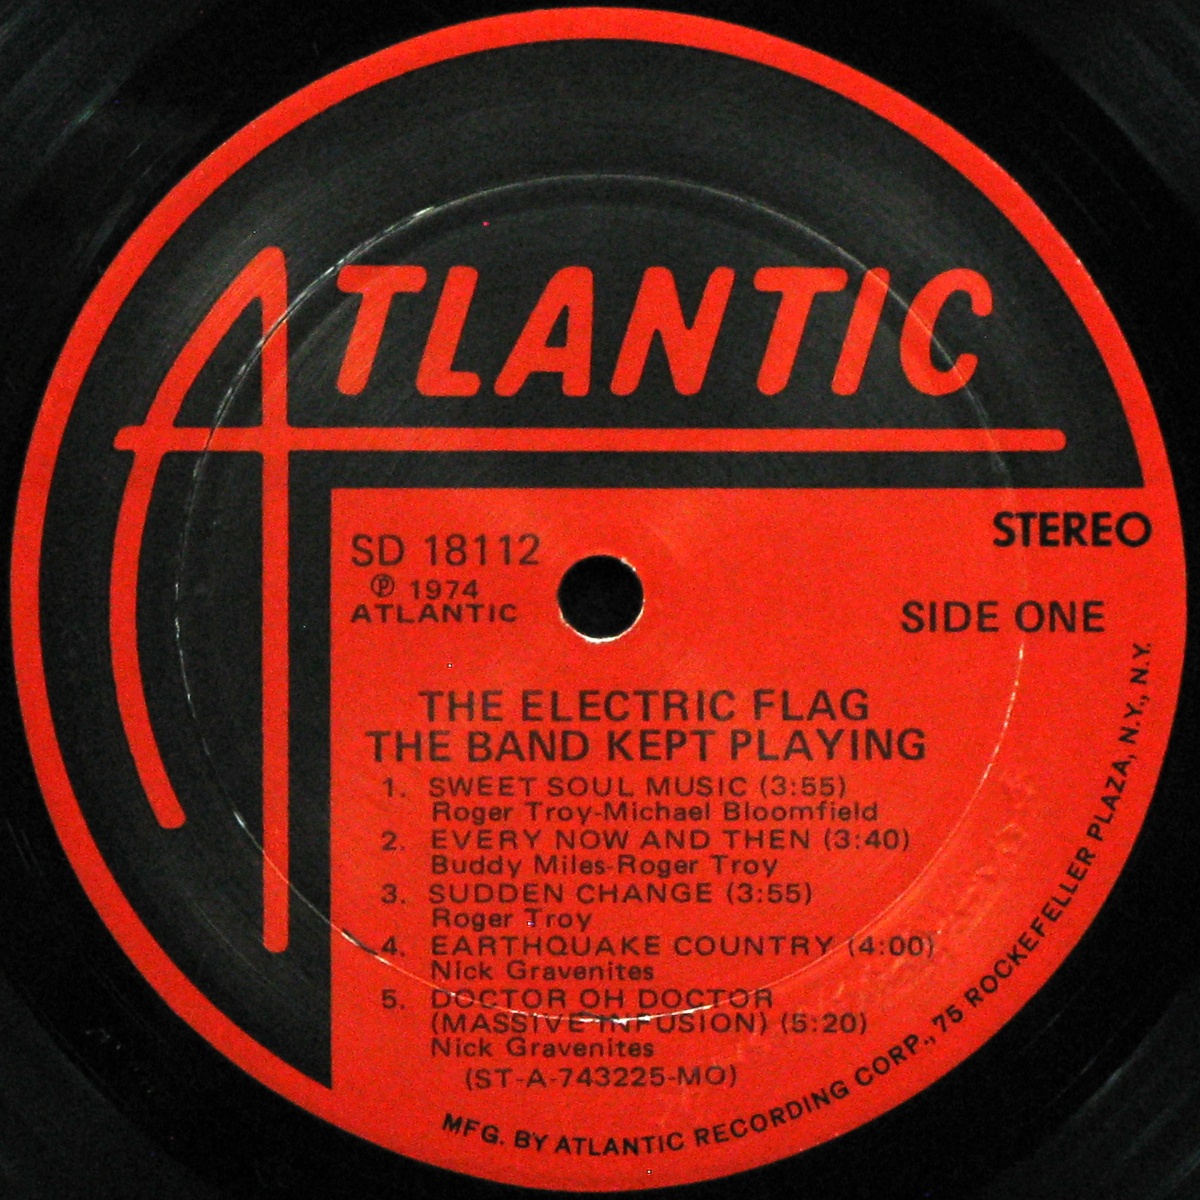 ATLANTIC
STEREO
SD 18112
℗ 1974
ATLANTIC
SIDE ONE
THE ELECTRIC FLAG
THE BAND KEPT PLAYING
1. SWEET SOUL MUSIC (3:55)
Roger Troy-Michael Bloomfield
2. EVERY NOW AND THEN (3:40)
Buddy Miles-Roger Troy
3. SUDDEN CHANGE (3:55)
Roger Troy
4. EARTHQUAKE COUNTRY (4:00)
Nick Gravenites
5. DOCTOR OH DOCTOR
(MASSIVE INFUSION) (5:20)
Nick Gravenites
(ST-A-743225-MO)
MFG. BY ATLANTIC RECORDING CORP., 75 ROCKEFELLER PLAZA, N.Y., N.Y.